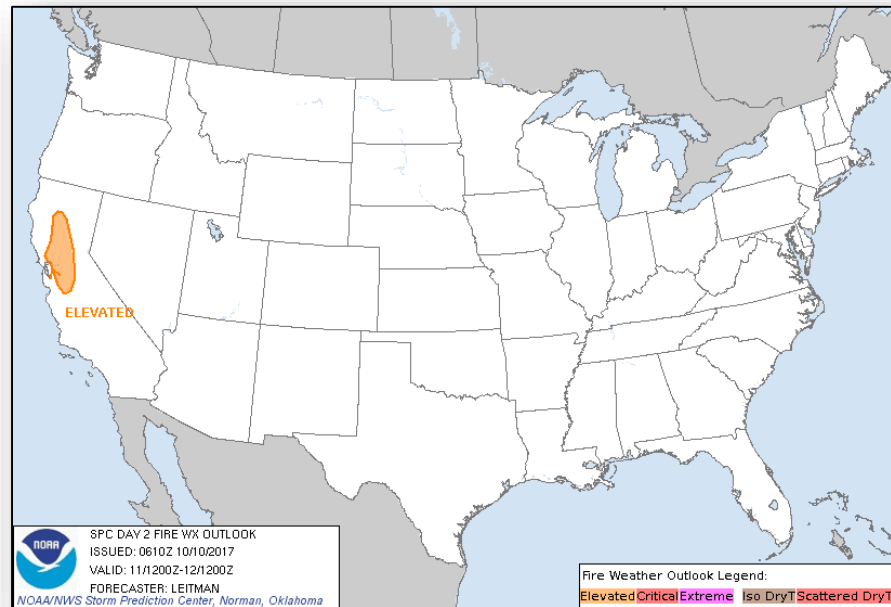 ELEVATED
NOAA
SPC DAY 2 FIRE WX OUTLOOK
ISSUED: 0610Z 10/10/2017
VALID: 11/1200Z-12/1200Z
FORECASTER: LEITMAN
NOAA/NWS Storm Prediction Center, Norman, Oklahoma
Fire Weather Outlook Legend:
Elevated Critical Extreme Iso DryT Scattered DryT